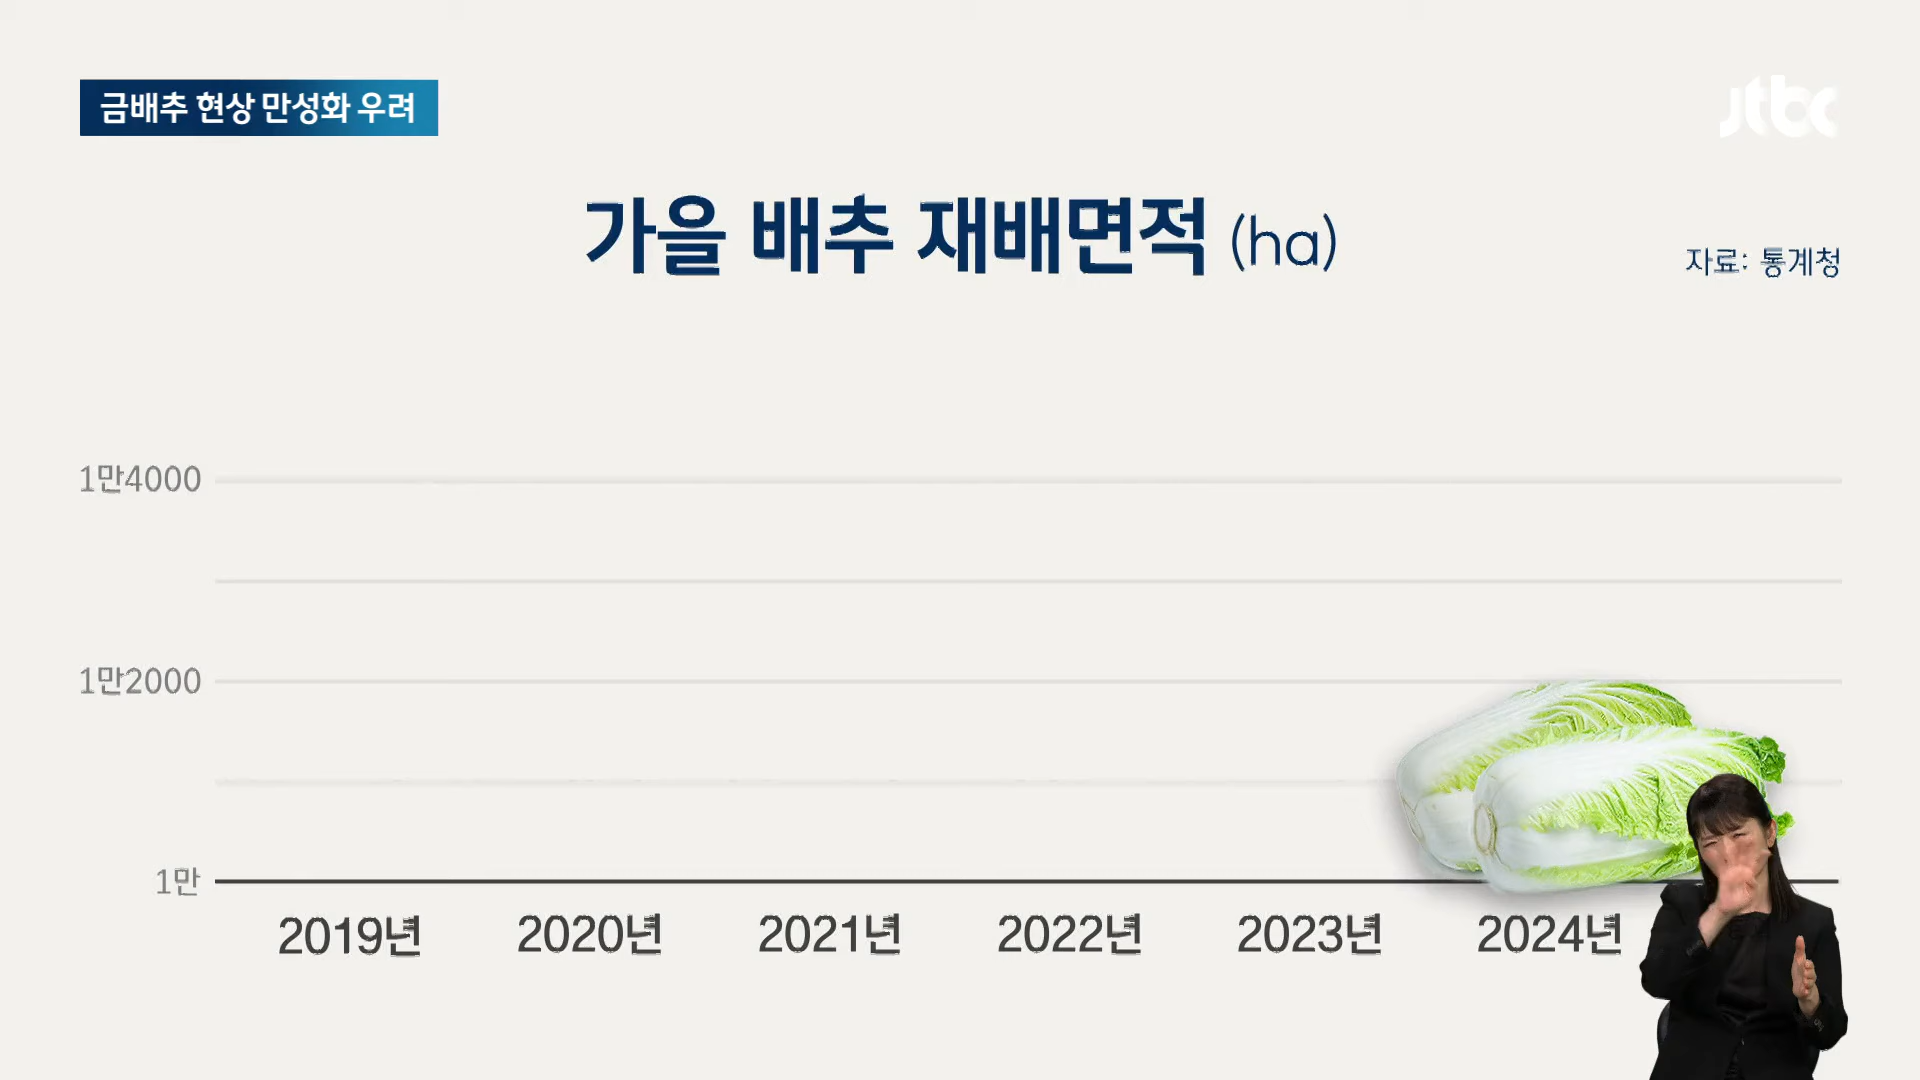 금배추 현상 만성화 우려
jtbc
가을 배추 재배면적 (ha)
자료: 통계청
1만4000
1만2000
1만
2019년 2020년 2021년 2022년 2023년 2024년